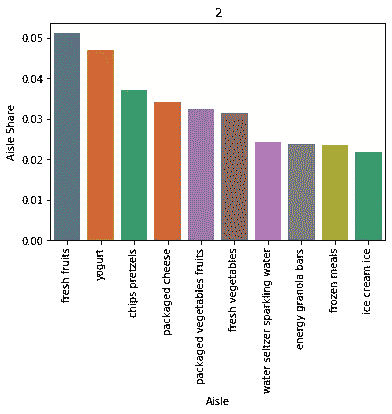 2
0.05
0.04
0.03
0.02
0.01
0.00
Aisle Share
fresh fruits
yogurt
chips pretzels
packaged cheese
packaged vegetables fruits
fresh vegetables
water seltzer sparkling water
energy granola bars
frozen meals
ice cream ice
Aisle